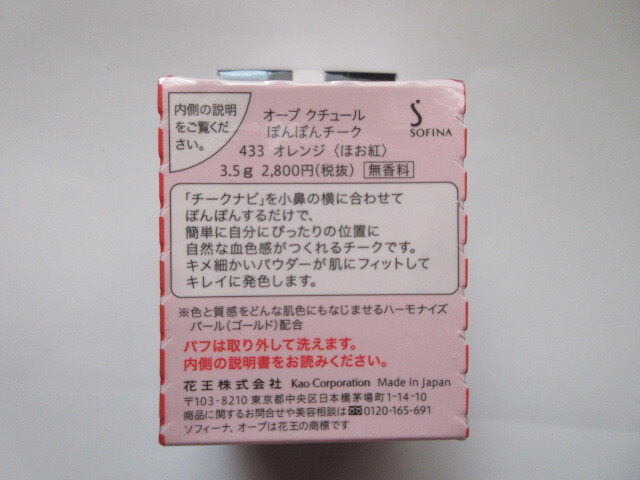 内側の説明
をご覧くだ
さい。
オーブ クチュール
ぽんぽんチーク
SOFINA
433 オレンジ〈ほお紅〉
3.5g 2,800円(税抜) 無香料
「チークナビ」を小鼻の横に合わせて
ぽんぽんするだけで、
簡単に自分にぴったりの位置に
自然な血色感がつくれるチークです。
キメ細かいパウダーが肌にフィットして
キレイに発色します。
※色と質感をどんな肌色にもなじませるハーモナイズ
パール(ゴールド)配合
パフは取り外して洗えます。
内側の説明書をお読みください。
花王株式会社 Kao Corporation Made in Japan
〒103-8210 東京都中央区日本橋茅場町1-14-10
商品に関するお問合せや美容相談は 0120-165-691
ソフィーナ、オーブは花王の商標です